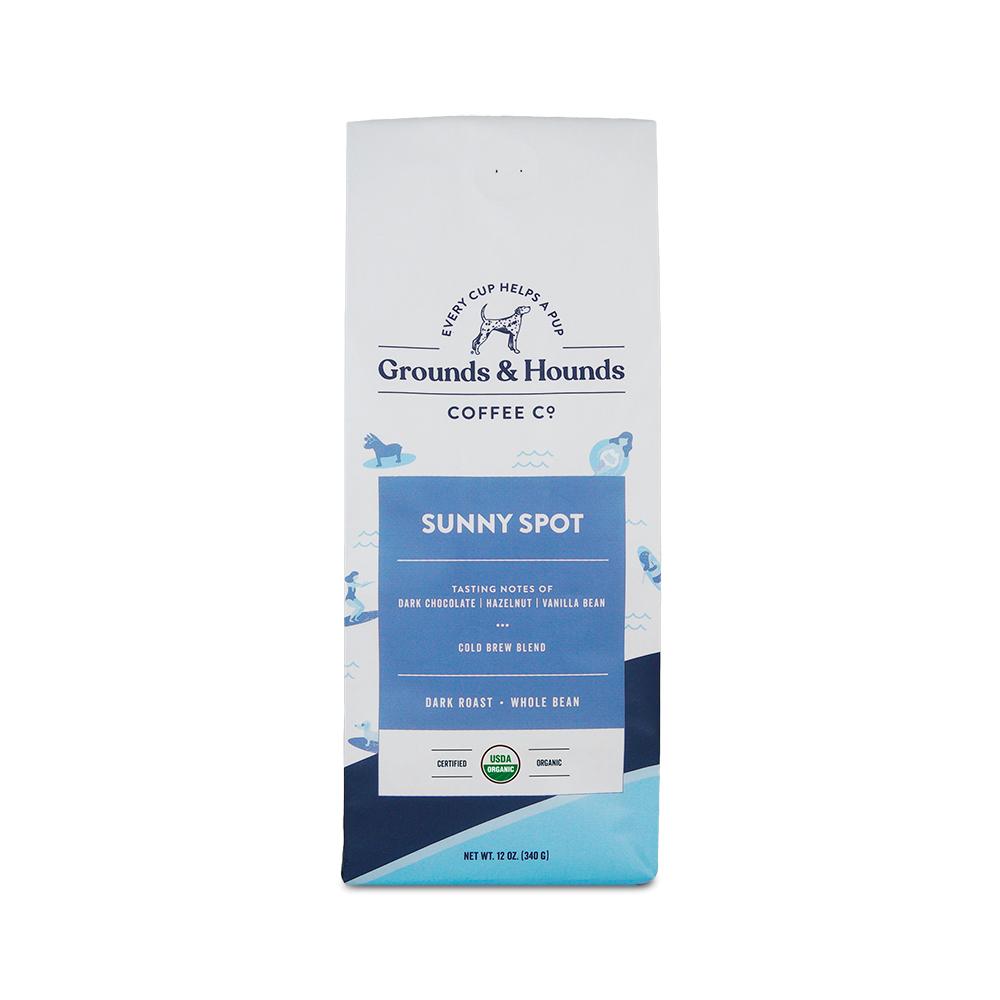 EVERY CUP HELPS A PUP
Grounds & Hounds
COFFEE Cº
SUNNY SPOT
TASTING NOTES OF
DARK CHOCOLATE | HAZELNUT | VANILLA BEAN
•••
COLD BREW BLEND
DARK ROAST • WHOLE BEAN
CERTIFIED
USDA
ORGANIC
ORGANIC
NET WT. 12 OZ. (340 G)